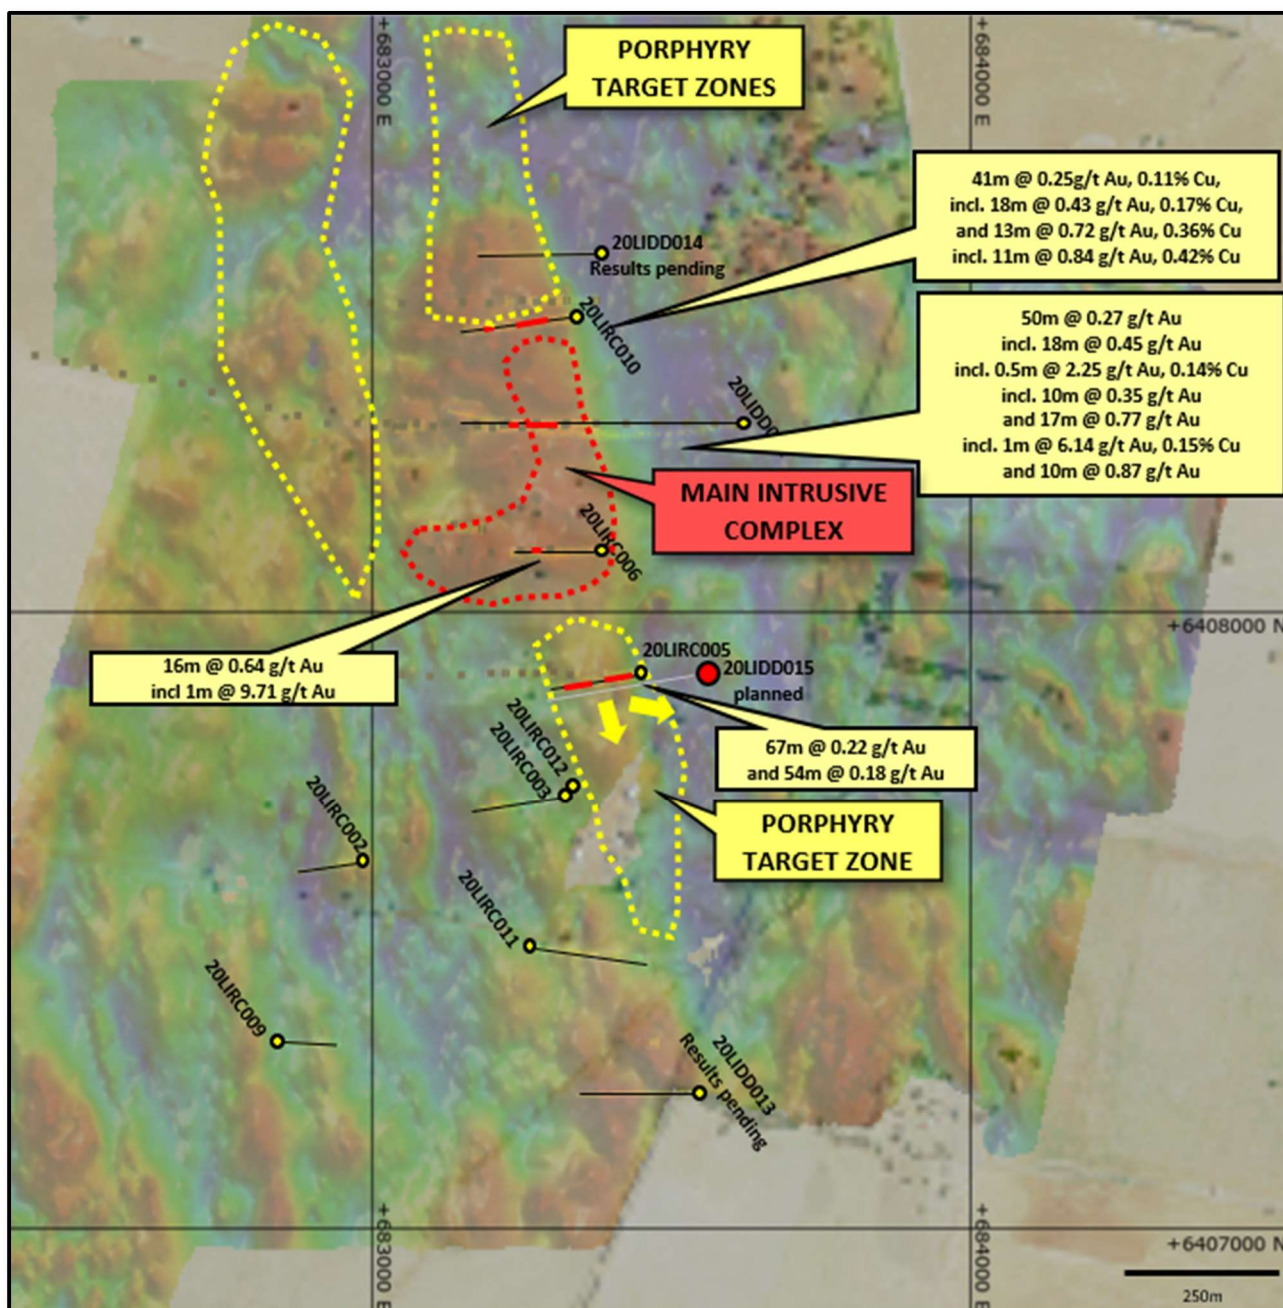 PORPHYRY
TARGET ZONES
+683000 E
+684000 E
41m @ 0.25g/t Au, 0.11% Cu,
incl. 18m @ 0.43 g/t Au, 0.17% Cu,
and 13m @ 0.72 g/t Au, 0.36% Cu
incl. 11m @ 0.84 g/t Au, 0.42% Cu
20LIDD014
Results pending
20LIRC010
50m @ 0.27 g/t Au
incl. 18m @ 0.45 g/t Au
incl. 0.5m @ 2.25 g/t Au, 0.14% Cu
incl. 10m @ 0.35 g/t Au
and 17m @ 0.77 g/t Au
incl. 1m @ 6.14 g/t Au, 0.15% Cu
and 10m @ 0.87 g/t Au
MAIN INTRUSIVE
COMPLEX
20LIRC006
+6408000 N
16m @ 0.64 g/t Au
incl 1m @ 9.71 g/t Au
20LIRC005
20LIDD015
planned
20LIRC012
20LIRC003
67m @ 0.22 g/t Au
and 54m @ 0.18 g/t Au
20LIRC002
PORPHYRY
TARGET ZONE
20LIRC011
20LIRC009
20LIDD013
Results pending
+683000 E
+684000 E
+6407000 N
250m